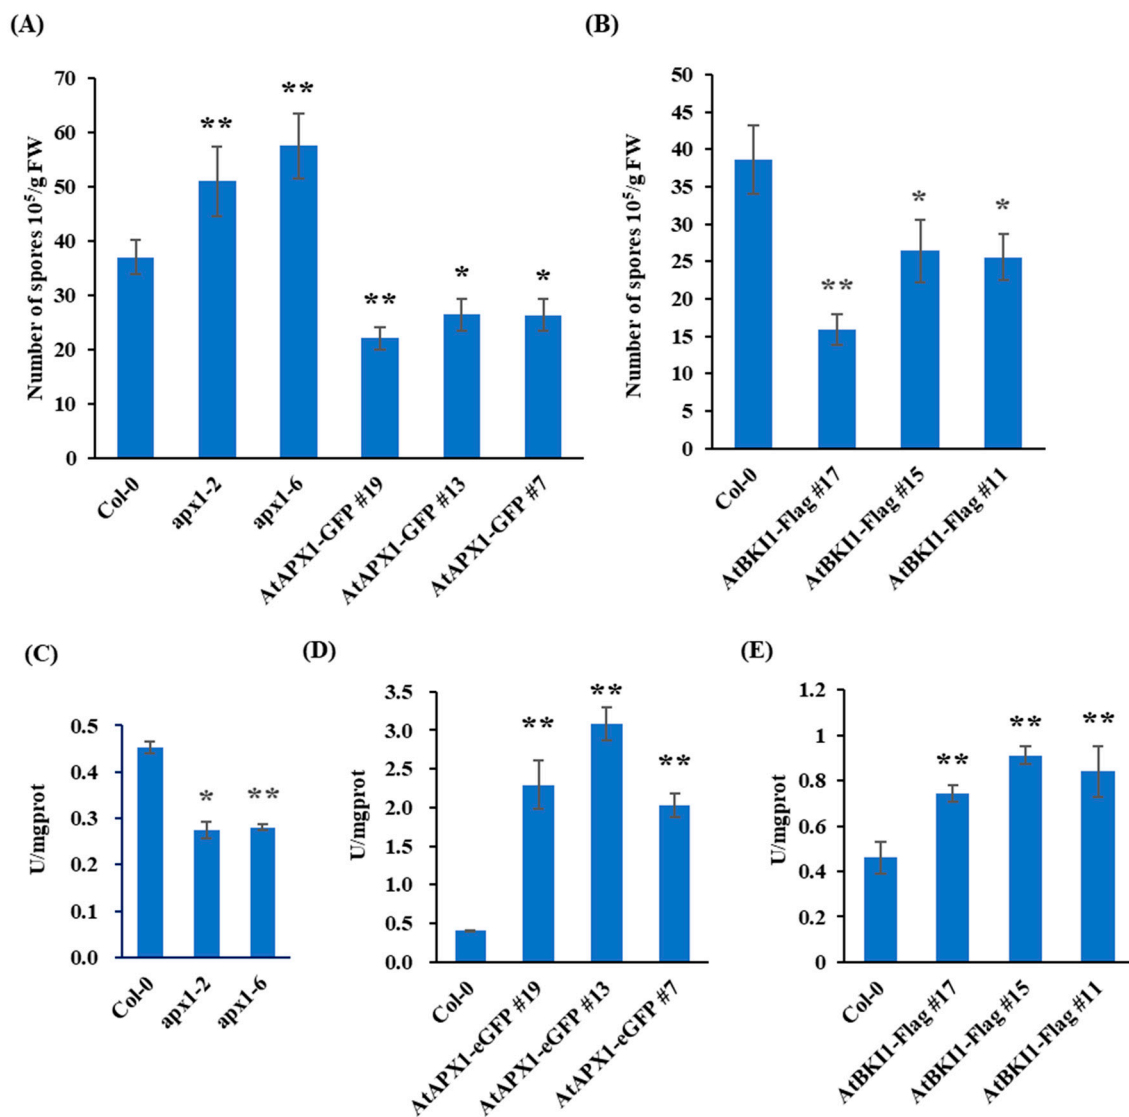 (A)
Number of spores 10⁵/g FW
70
60
50
40
30
20
10
0
**
**
**
*
*
Col-0
apx1-2
apx1-6
AtAPX1-GFP #19
AtAPX1-GFP #13
AtAPX1-GFP #7
(B)
Number of spores 10⁵/g FW
50
45
40
35
30
25
20
15
10
5
0
**
*
*
Col-0
AtBKI1-Flag #17
AtBKI1-Flag #15
AtBKI1-Flag #11
(C)
U/mgprot
0.5
0.4
0.3
0.2
0.1
0.0
*
**
Col-0
apx1-2
apx1-6
(D)
U/mgprot
3.5
3.0
2.5
2.0
1.5
1.0
0.5
0.0
**
**
**
Col-0
AtAPX1-eGFP #19
AtAPX1-eGFP #13
AtAPX1-eGFP #7
(E)
U/mgprot
1.2
1
0.8
0.6
0.4
0.2
0
**
**
**
Col-0
AtBKI1-Flag #17
AtBKI1-Flag #15
AtBKI1-Flag #11